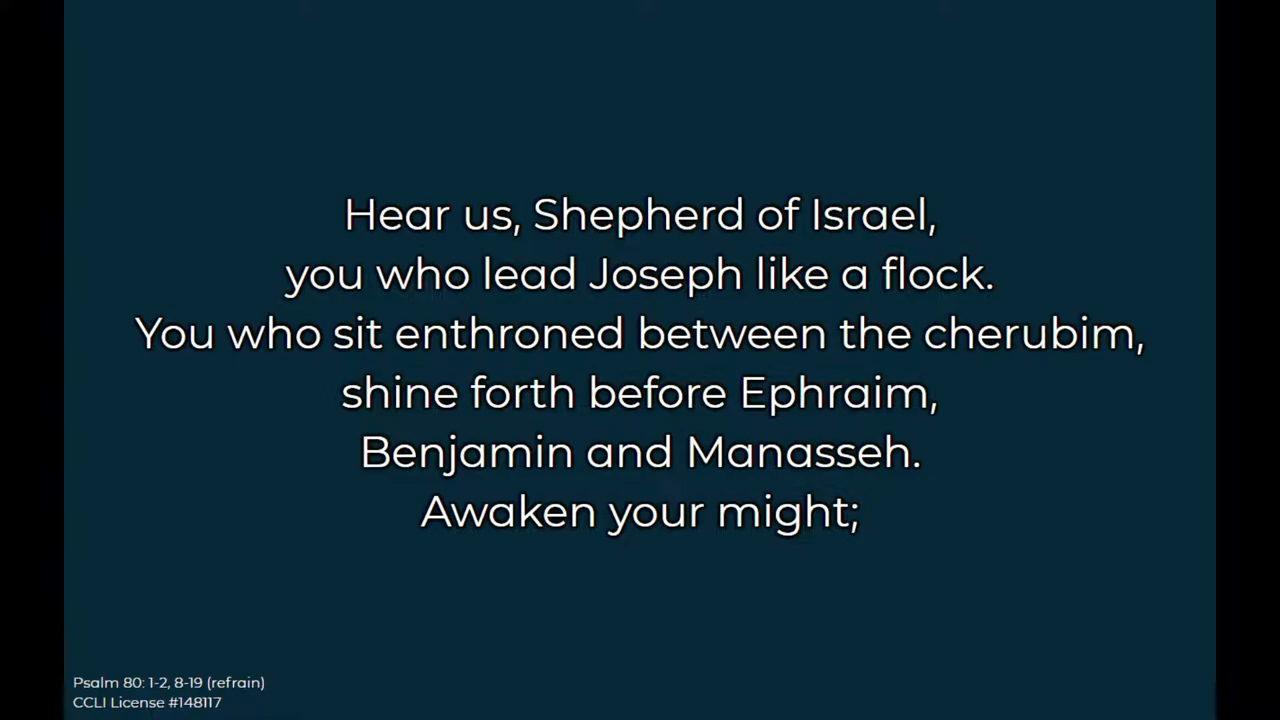 Hear us, Shepherd of Israel,
you who lead Joseph like a flock.
You who sit enthroned between the cherubim,
shine forth before Ephraim,
Benjamin and Manasseh.
Awaken your might;
Psalm 80: 1-2, 8-19 (refrain)
CCLI License #148117